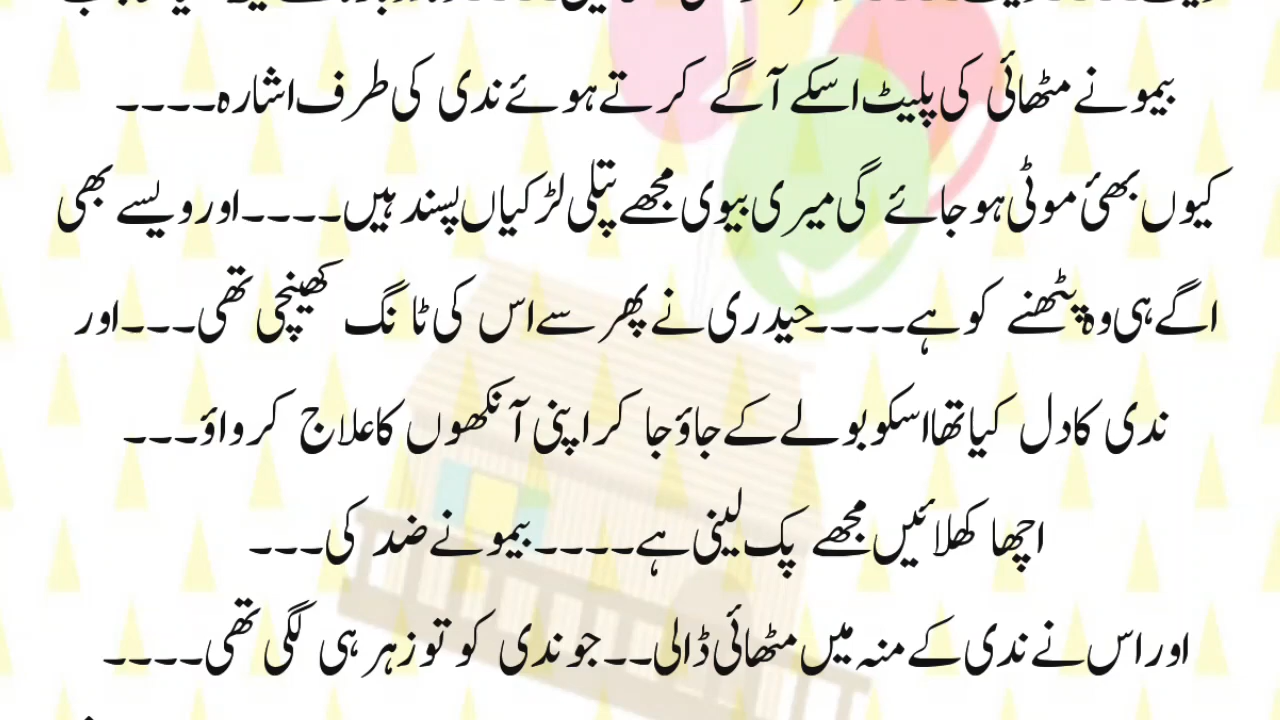 بیمو نے مٹھائی کی پلیٹ اسکے آگے کرتے ہوئے ندی کی طرف اشارہ۔۔۔۔
کیوں بھئ موٹی ہو جائے گی میری بیوی مجھے پتلی لڑکیاں پسند ہیں۔۔۔۔اور ویسے بھی
اگے ہی وہ پٹھنے کو ہے۔۔۔۔حیدری نے پھر سے اس کی ٹانگ کھینچی تھی۔۔۔اور
ندی کا دل کیا تھا اسکو بولے کے جاؤ جا کر اپنی آنکھوں کا علاج کرواؤ۔۔۔
اچھا کھلائیں مجھے پک لینی ہے۔۔۔۔بیمو نے ضد کی۔۔۔
اور اس نے ندی کے منہ میں مٹھائی ڈالی۔۔جو ندی کو تو زہر ہی لگی تھی۔۔۔۔